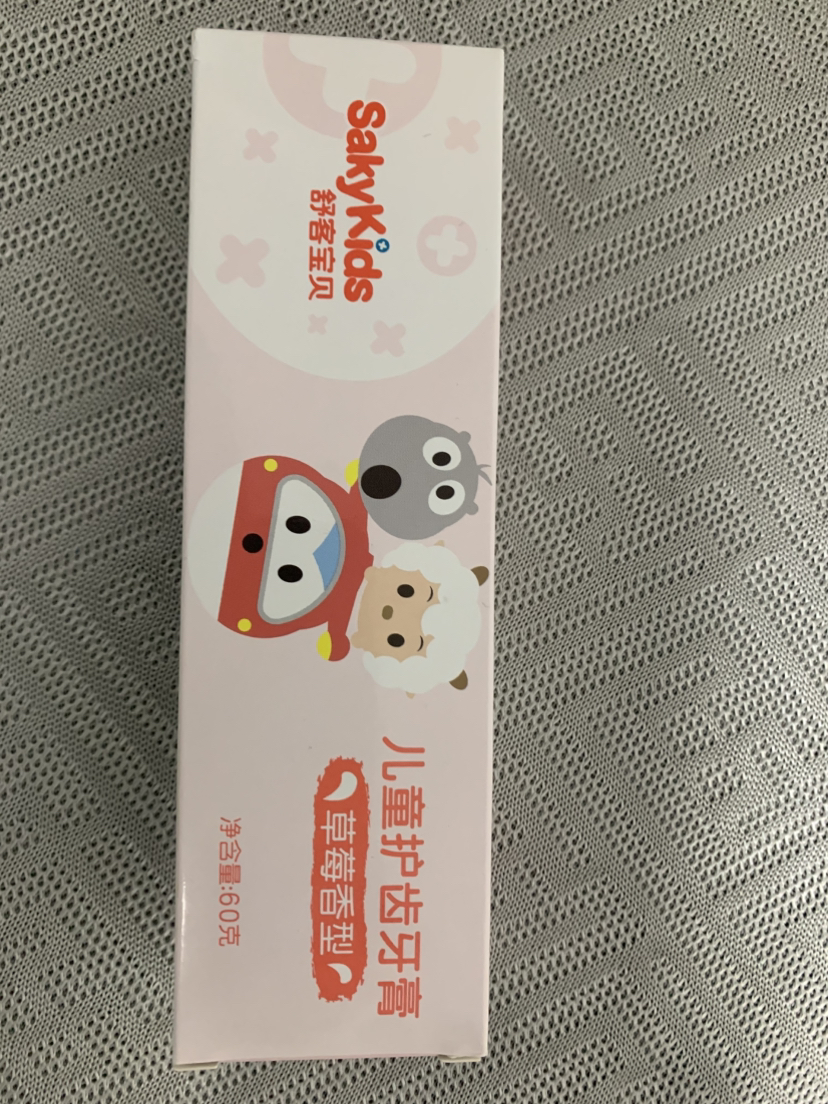 SakyKids
舒客宝贝
儿童护齿牙膏
草莓香型
净含量:60克